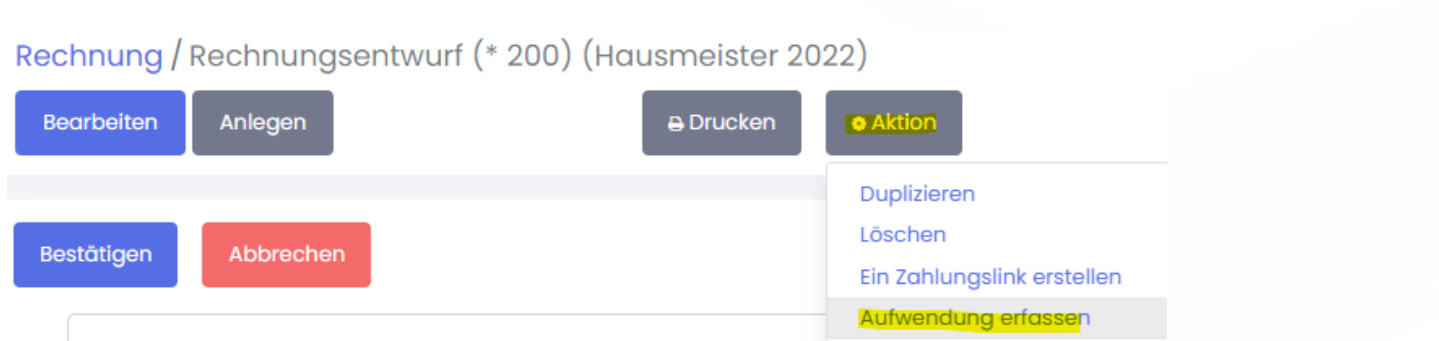 Rechnung / Rechnungsentwurf (* 200) (Hausmeister 2022)
Bearbeiten Anlegen Drucken Aktion
Duplizieren
Löschen
Bestätigen Abbrechen
Ein Zahlungslink erstellen
Aufwendung erfassen